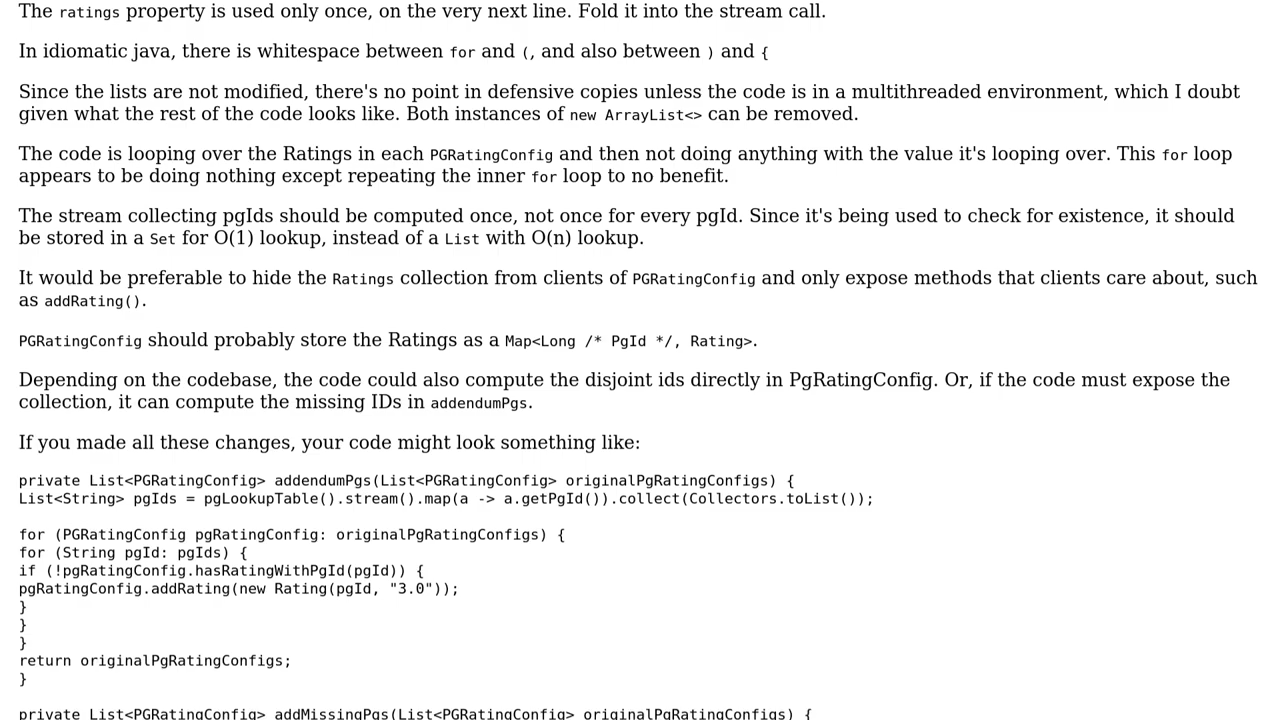 The ratings property is used only once, on the very next line. Fold it into the stream call.
In idiomatic java, there is whitespace between for and (, and also between ) and {
Since the lists are not modified, there's no point in defensive copies unless the code is in a multithreaded environment, which I doubt
given what the rest of the code looks like. Both instances of new ArrayList<> can be removed.
The code is looping over the Ratings in each PGRatingConfig and then not doing anything with the value it's looping over. This for loop
appears to be doing nothing except repeating the inner for loop to no benefit.
The stream collecting pgIds should be computed once, not once for every pgId. Since it's being used to check for existence, it should
be stored in a Set for O(1) lookup, instead of a List with O(n) lookup.
It would be preferable to hide the Ratings collection from clients of PGRatingConfig and only expose methods that clients care about, such
as addRating().
PGRatingConfig should probably store the Ratings as a Map<Long /* PgId */, Rating>.
Depending on the codebase, the code could also compute the disjoint ids directly in PgRatingConfig. Or, if the code must expose the
collection, it can compute the missing IDs in addendumPgs.
If you made all these changes, your code might look something like:
private List<PGRatingConfig> addendumPgs(List<PGRatingConfig> originalPgRatingConfigs) {
List<String> pgIds = pgLookupTable().stream().map(a -> a.getPgId()).collect(Collectors.toList());
for (PGRatingConfig pgRatingConfig: originalPgRatingConfigs) {
for (String pgId: pgIds) {
if (!pgRatingConfig.hasRatingWithPgId(pgId)) {
pgRatingConfig.addRating(new Rating(pgId, "3.0"));
}
}
}
return originalPgRatingConfigs;
}
private List<PGRatingConfig> addMissingPgs(List<PGRatingConfig> originalPgRatingConfigs) {